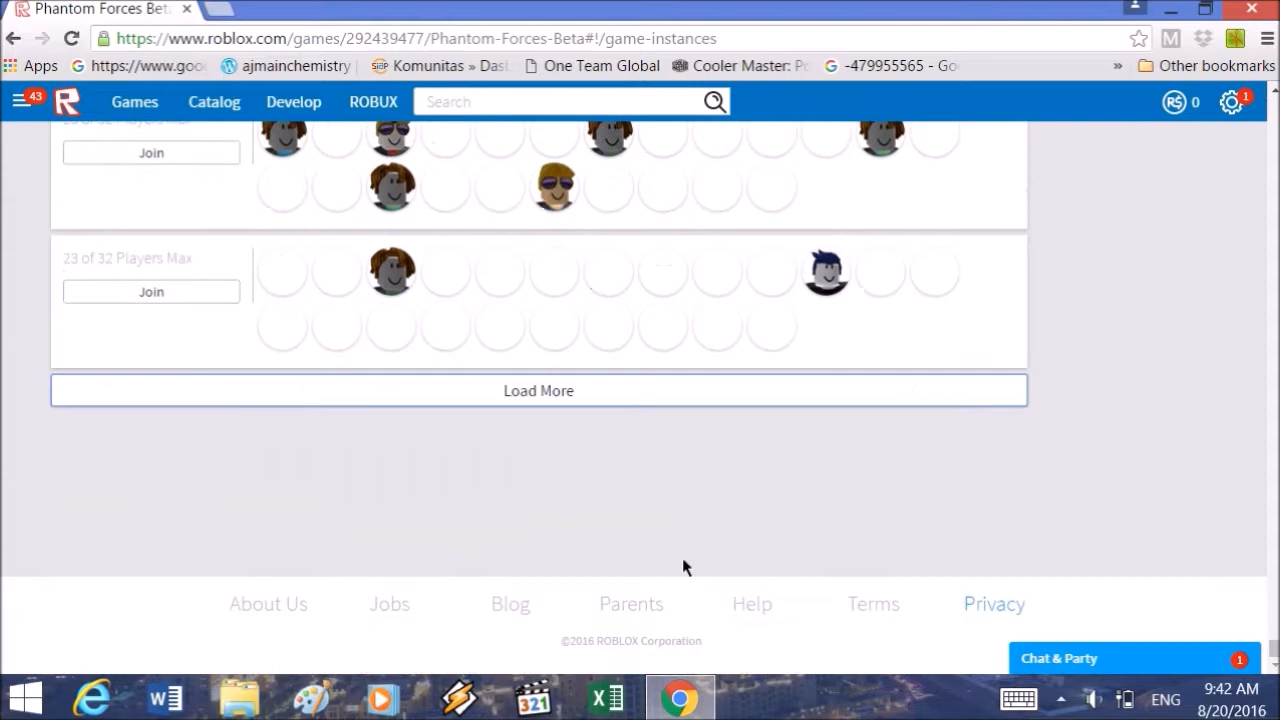 Phantom Forces Bet
https://www.roblox.com/games/292439477/Phantom-Forces-Beta#!/game-instances
Apps
https://www.goo
ajmainchemistry
Komunitas » Das
One Team Global
Cooler Master: Po
-479955565 - Go
»
Other bookmarks
43
Games
Catalog
Develop
ROBUX
Search
R$ 0
1
Join
23 of 32 Players Max
Join
Load More
About Us
Jobs
Blog
Parents
Help
Terms
Privacy
©2016 ROBLOX Corporation
Chat & Party
1
321
ENG
9:42 AM
8/20/2016